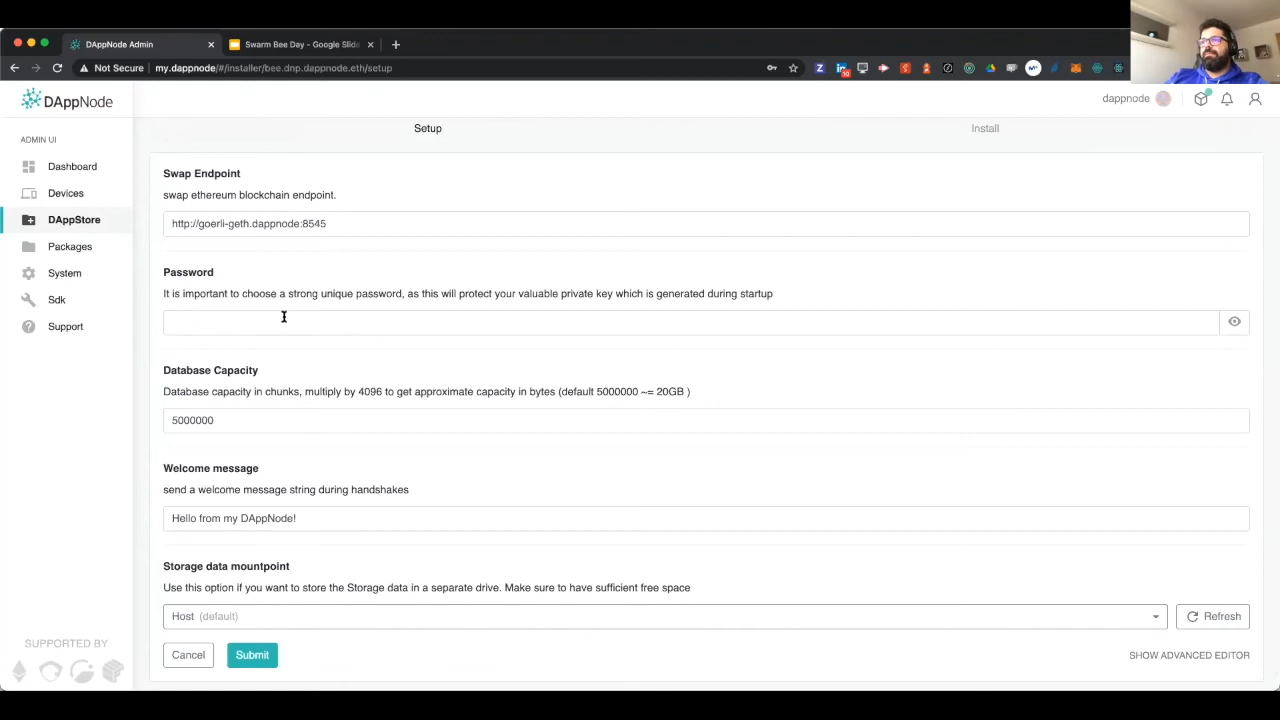 DAppNode Admin
Swarm Bee Day - Google Slide
Not Secure
my.dappnode/#/installer/bee.dnp.dappnode.eth/setup
10
DAppNode
dappnode
ADMIN UI
Dashboard
Devices
DAppStore
Packages
System
Sdk
Support
SUPPORTED BY
Setup
Install
Swap Endpoint
swap ethereum blockchain endpoint.
http://goerli-geth.dappnode:8545
Password
It is important to choose a strong unique password, as this will protect your valuable private key which is generated during startup
Database Capacity
Database capacity in chunks, multiply by 4096 to get approximate capacity in bytes (default 5000000 ~= 20GB )
5000000
Welcome message
send a welcome message string during handshakes
Hello from my DAppNode!
Storage data mountpoint
Use this option if you want to store the Storage data in a separate drive. Make sure to have sufficient free space
Host (default)
Refresh
Cancel
Submit
SHOW ADVANCED EDITOR